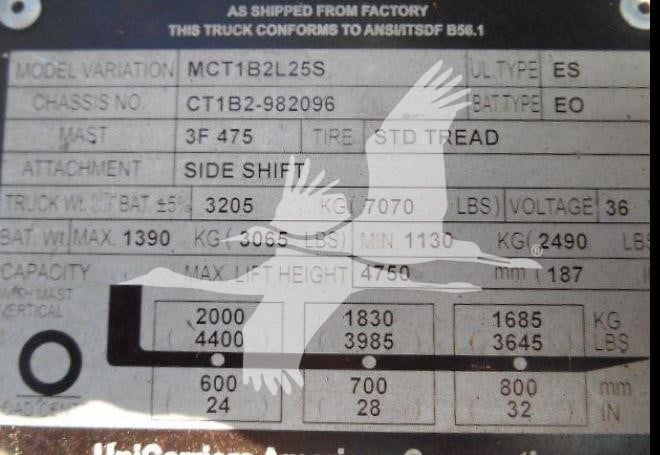 AS SHIPPED FROM FACTORY
THIS TRUCK CONFORMS TO ANSI/ITSDF B56.1
MODEL VARIATION MCT1B2L25S UL.TYPE ES
CHASSIS NO. CT1B2-982096 BAT.TYPE EO
MAST 3F 475 TIRE STD TREAD
ATTACHMENT SIDE SHIFT
TRUCK Wt. BAT. ±5% 3205 KG( 7070 LBS) VOLTAGE 36
BAT. Wt. MAX. 1390 KG( 3065 LBS) MIN. 1130 KG( 2490 LBS
CAPACITY MAX. LIFT HEIGHT 4750 mm ( 187
WITH MAST
VERTICAL
2000 1830 1685 KG
( 4400 ) ( 3985 ) ( 3645 ) LBS
600 700 800 mm
( 24 ) ( 28 ) ( 32 ) IN
®